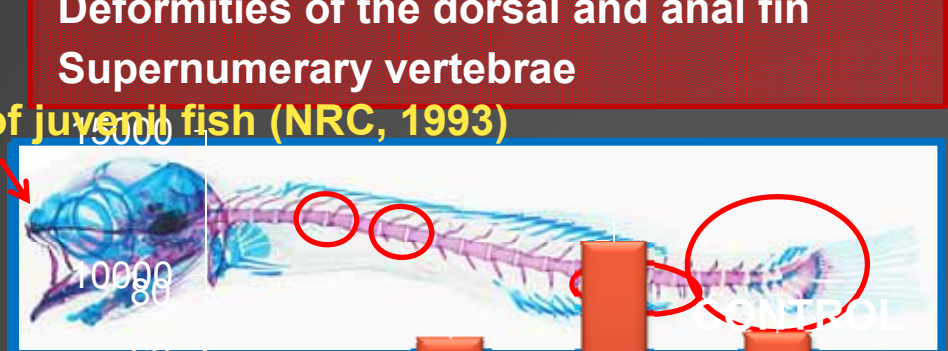 Deformities of the dorsal and anal fin
Supernumerary vertebrae
of juvenil fish (NRC, 1993)
15000
10000
80
CONTROL